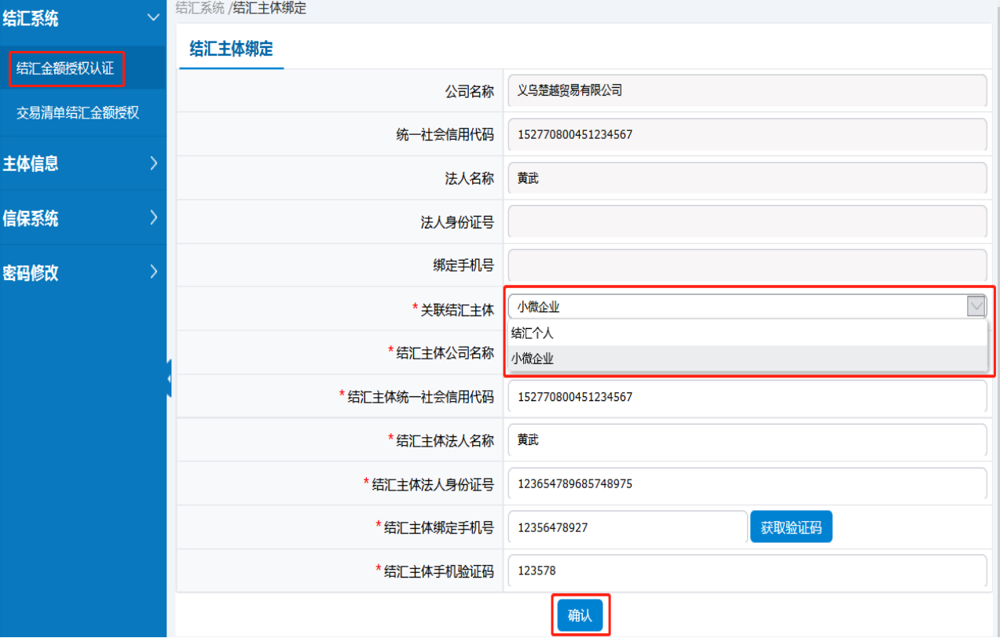 结汇系统
结汇金额授权认证
交易清单结汇金额授权
主体信息
信保系统
密码修改
结汇系统 /结汇主体绑定
结汇主体绑定
公司名称 义乌楚越贸易有限公司
统一社会信用代码 152770800451234567
法人名称 黄武
法人身份证号
绑定手机号
*关联结汇主体 小微企业
结汇个人
*结汇主体公司名称 小微企业
*结汇主体统一社会信用代码 152770800451234567
*结汇主体法人名称 黄武
*结汇主体法人身份证号 123654789685748975
*结汇主体绑定手机号 12356478927 获取验证码
*结汇主体手机验证码 123578
确认